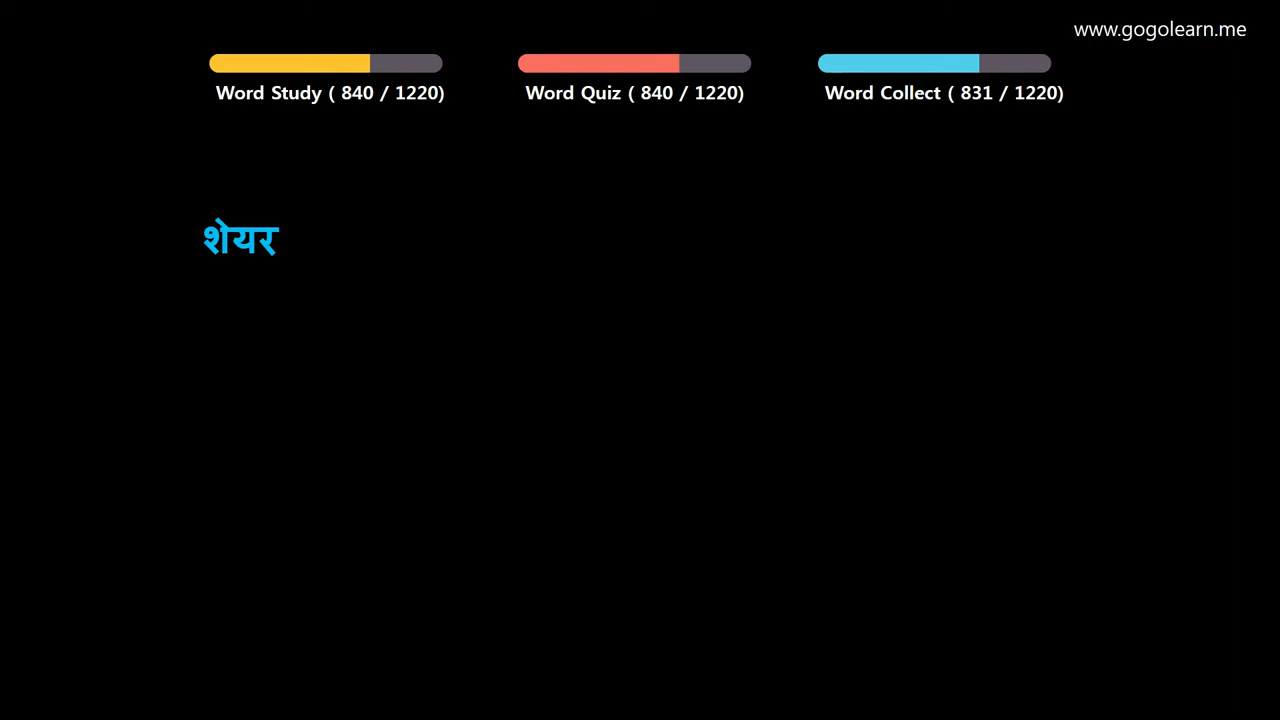 www.gogolearn.me
Word Study ( 840 / 1220)
Word Quiz ( 840 / 1220)
Word Collect ( 831 / 1220)
शेयर